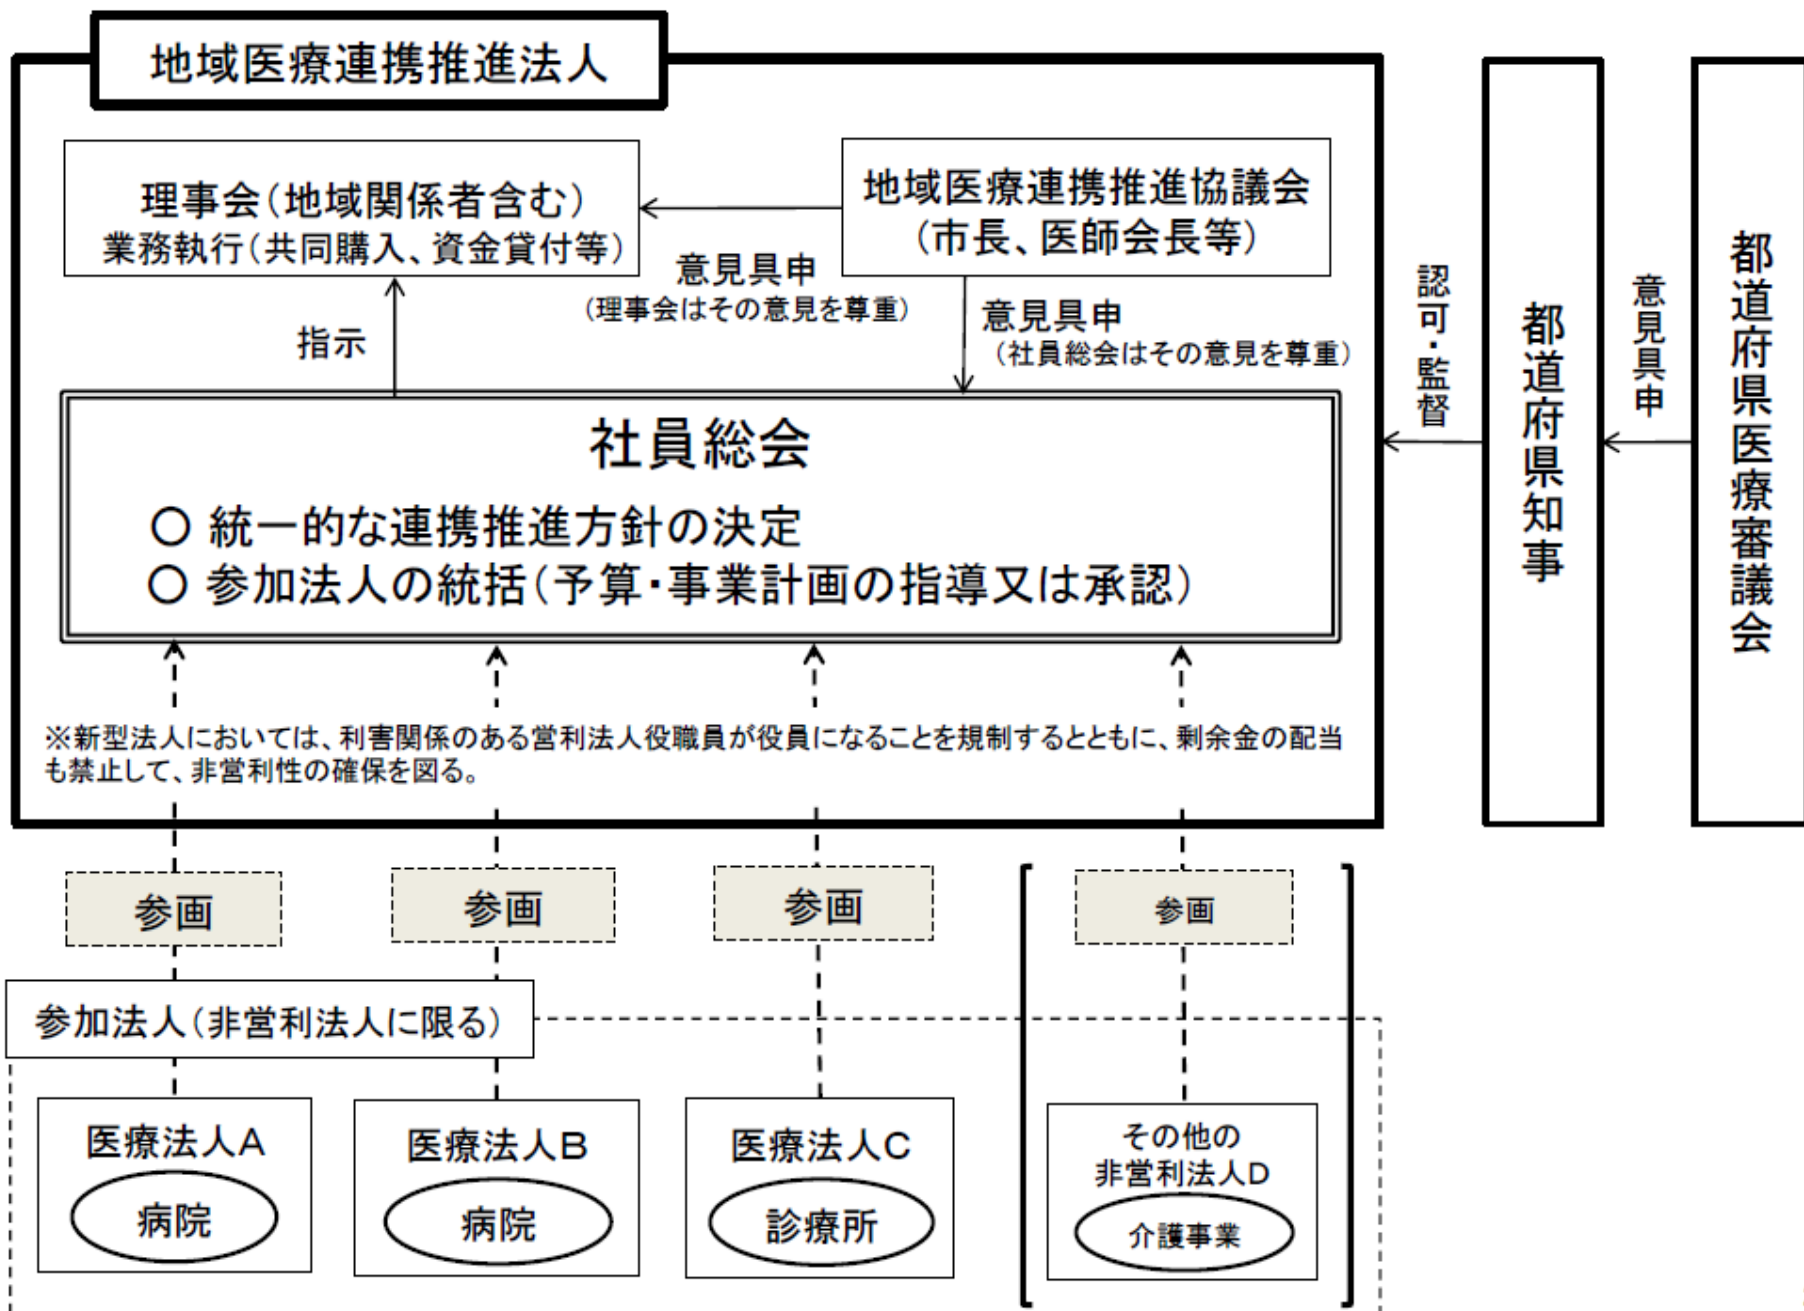 地域医療連携推進法人
理事会（地域関係者含む）
業務執行（共同購入、資金貸付等）
地域医療連携推進協議会
（市長、医師会長等）
意見具申
（理事会はその意見を尊重）
意見具申
（社員総会はその意見を尊重）
指示
社員総会
○ 統一的な連携推進方針の決定
○ 参加法人の統括（予算・事業計画の指導又は承認）
※新型法人においては、利害関係のある営利法人役職員が役員になることを規制するとともに、剰余金の配当
も禁止して、非営利性の確保を図る。
認可・監督
都道府県知事
意見具申
都道府県医療審議会
参画
参画
参画
参画
参加法人（非営利法人に限る）
医療法人A
病院
医療法人B
病院
医療法人C
診療所
その他の
非営利法人D
介護事業